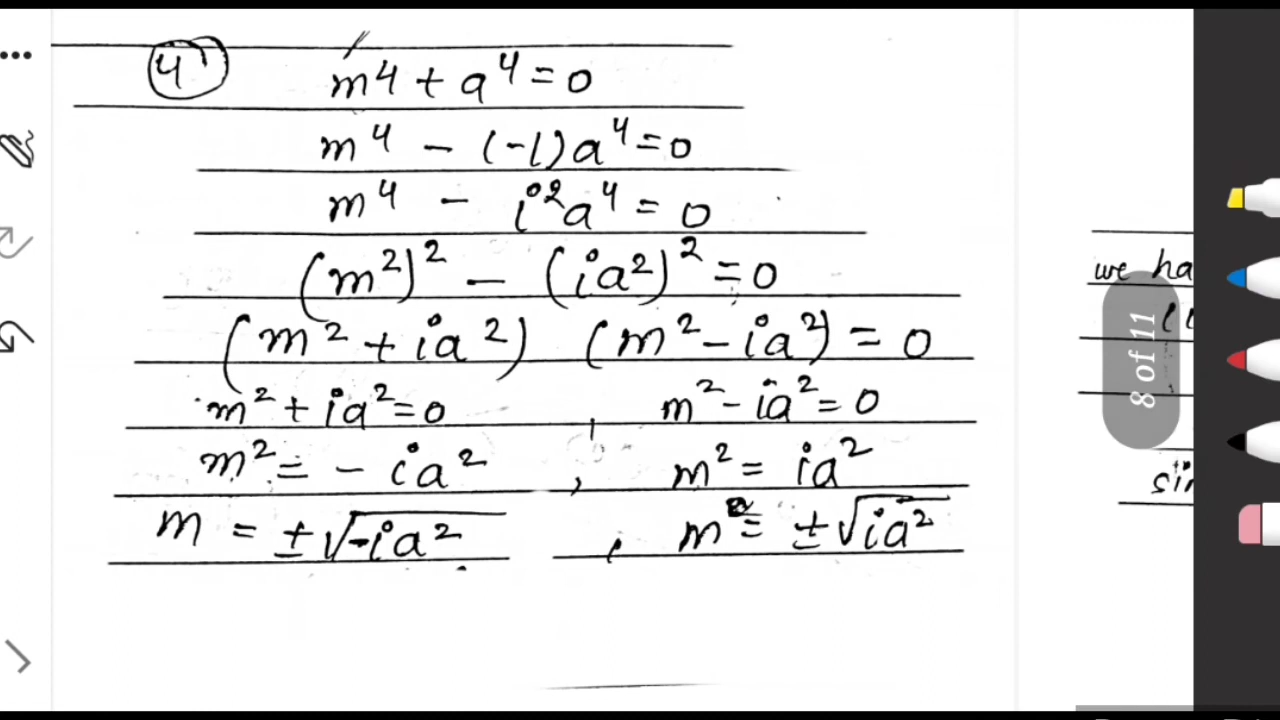 4) m⁴ + a⁴ = 0
m⁴ - (-1)a⁴ = 0
m⁴ - i²a⁴ = 0
(m²)² - (ia²)² = 0
(m² + ia²) (m² - ia²) = 0
m² + ia² = 0 , m² - ia² = 0
m² = - ia² , m² = ia²
m = ±√-ia² , m = ±√ia²
we ha
8 of 11
sin